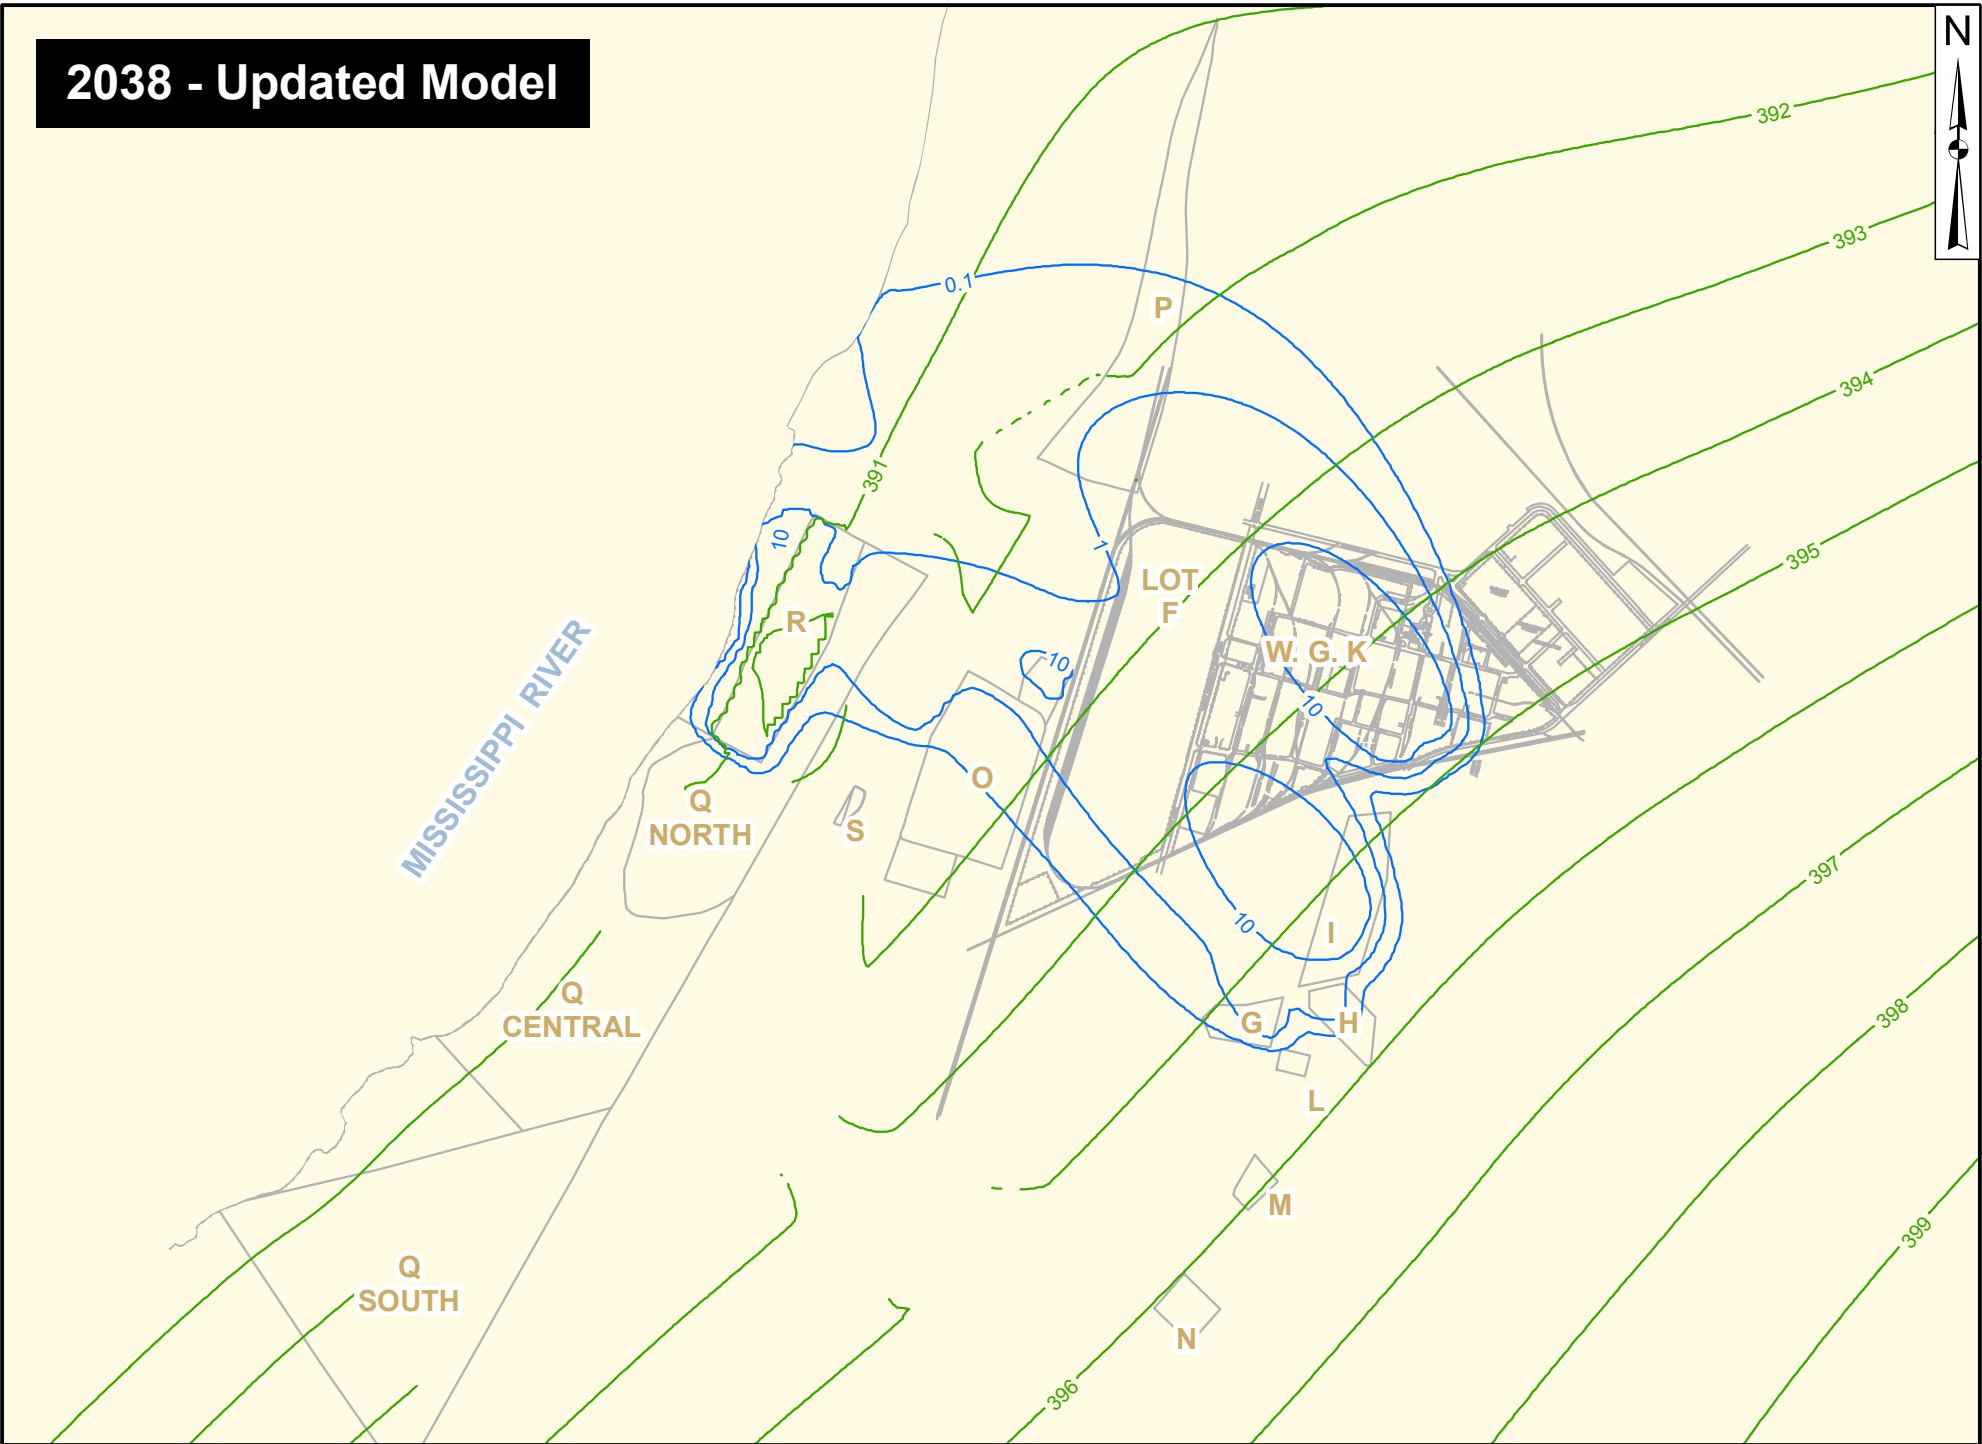 2038 - Updated Model
N
392
393
0.1
P
394
391
10
1
395
LOT
F
R
W. G. K
10
10
MISSISSIPPI RIVER
O
Q
NORTH
S
397
10
I
Q
CENTRAL
G
H
398
L
M
399
Q
SOUTH
N
396